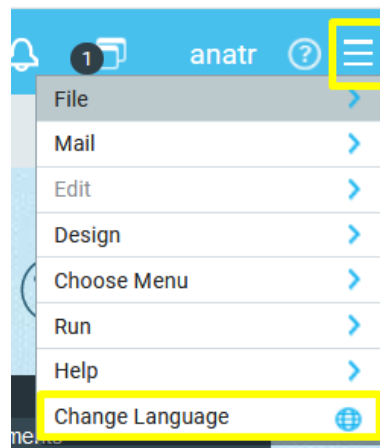 1 anatr ?
File
Mail
Edit
Design
Choose Menu
Run
Help
Change Language